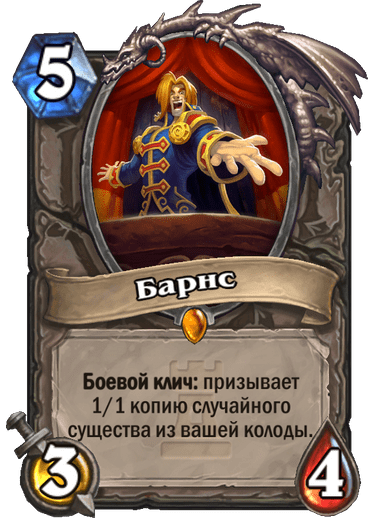 5
Барнс
Боевой клич: призывает
1/1 копию случайного
существа из вашей колоды.
3
4